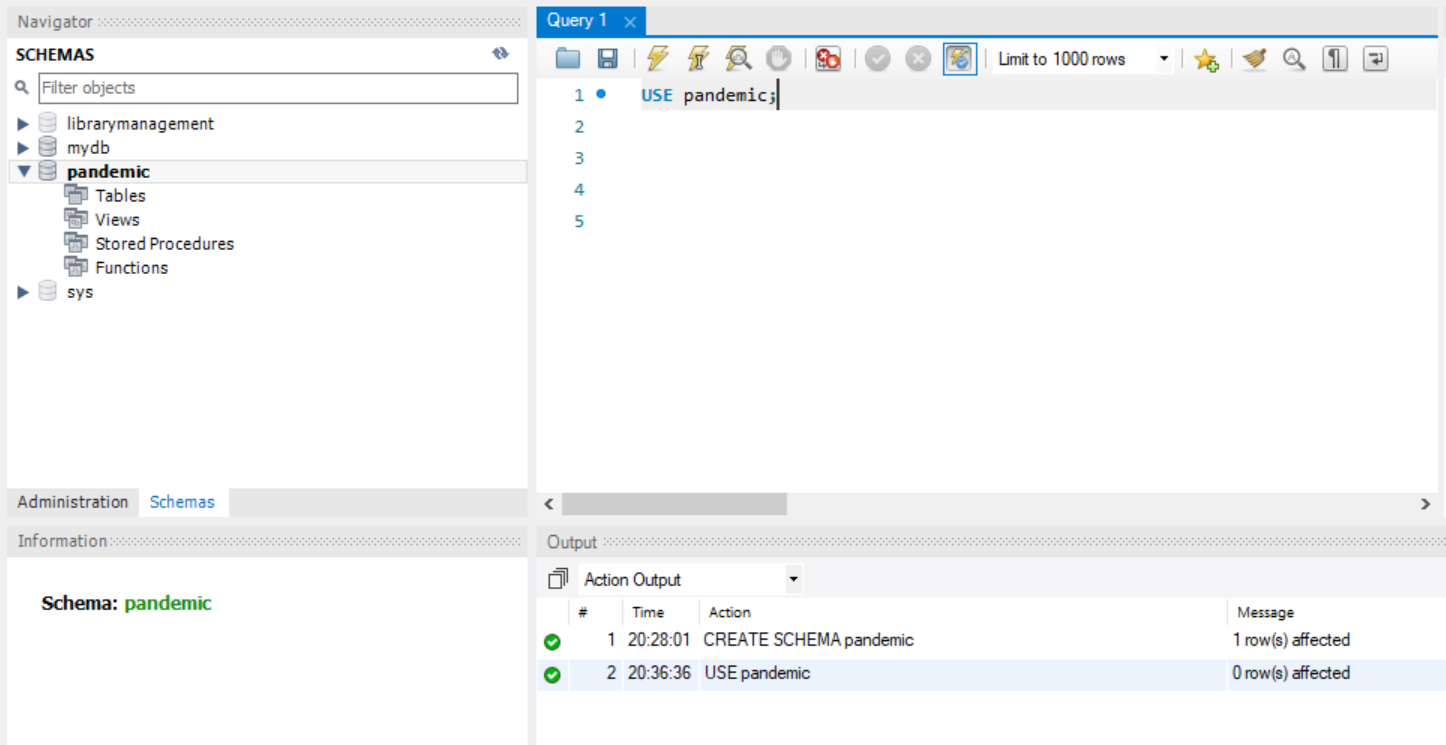 Navigator
SCHEMAS
Filter objects
librarymanagement
mydb
pandemic
Tables
Views
Stored Procedures
Functions
sys
Administration Schemas
Information
Schema: pandemic
Query 1
Limit to 1000 rows
1 USE pandemic;
2
3
4
5
Output
Action Output
# Time Action Message
1 20:28:01 CREATE SCHEMA pandemic 1 row(s) affected
2 20:36:36 USE pandemic 0 row(s) affected